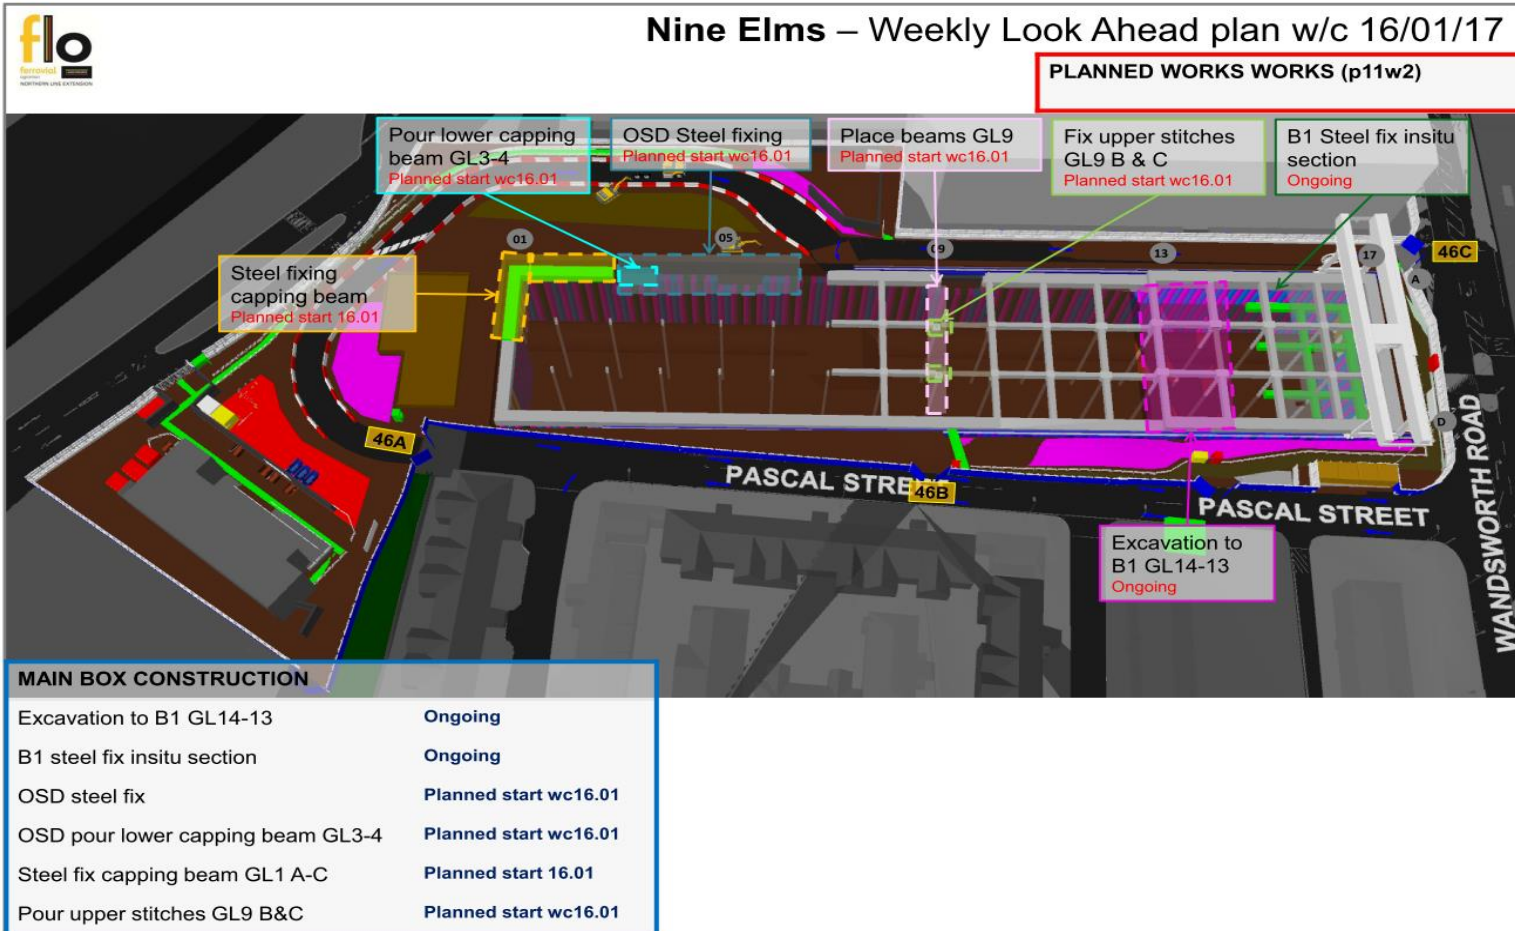 flo
ferrovial
NORTHERN LINE EXTENSION
Nine Elms – Weekly Look Ahead plan w/c 16/01/17
PLANNED WORKS WORKS (p11w2)
Pour lower capping
beam GL3-4
Planned start wc16.01
OSD Steel fixing
Planned start wc16.01
Place beams GL9
Planned start wc16.01
Fix upper stitches
GL9 B & C
Planned start wc16.01
B1 Steel fix insitu
section
Ongoing
Steel fixing
capping beam
Planned start 16.01
01
05
09
13
17
A
D
46C
46A
46B
PASCAL STREET
PASCAL STREET
WANDSWORTH ROAD
Excavation to
B1 GL14-13
Ongoing
MAIN BOX CONSTRUCTION
Excavation to B1 GL14-13 Ongoing
B1 steel fix insitu section Ongoing
OSD steel fix Planned start wc16.01
OSD pour lower capping beam GL3-4 Planned start wc16.01
Steel fix capping beam GL1 A-C Planned start 16.01
Pour upper stitches GL9 B&C Planned start wc16.01